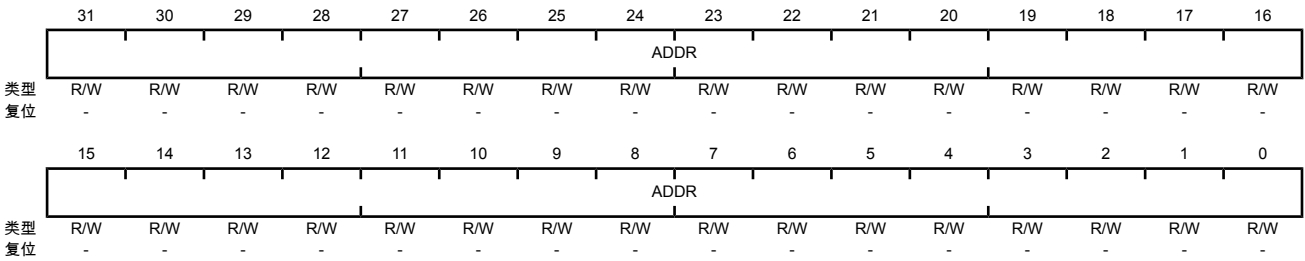 31 30 29 28 27 26 25 24 23 22 21 20 19 18 17 16
ADDR
类型 R/W R/W R/W R/W R/W R/W R/W R/W R/W R/W R/W R/W R/W R/W R/W R/W
复位 - - - - - - - - - - - - - - - -
15 14 13 12 11 10 9 8 7 6 5 4 3 2 1 0
ADDR
类型 R/W R/W R/W R/W R/W R/W R/W R/W R/W R/W R/W R/W R/W R/W R/W R/W
复位 - - - - - - - - - - - - - - - -